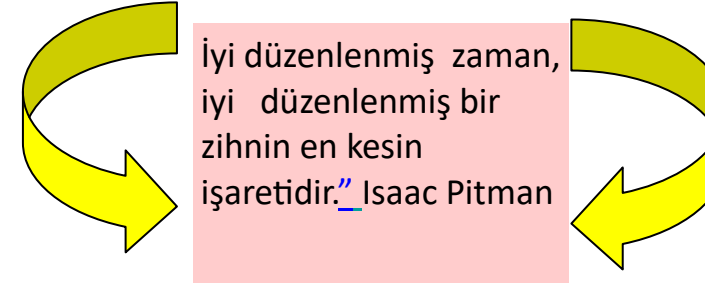 İyi düzenlenmiş  zaman,
iyi   düzenlenmiş bir
zihnin en kesin
işaretidir.” Isaac Pitman